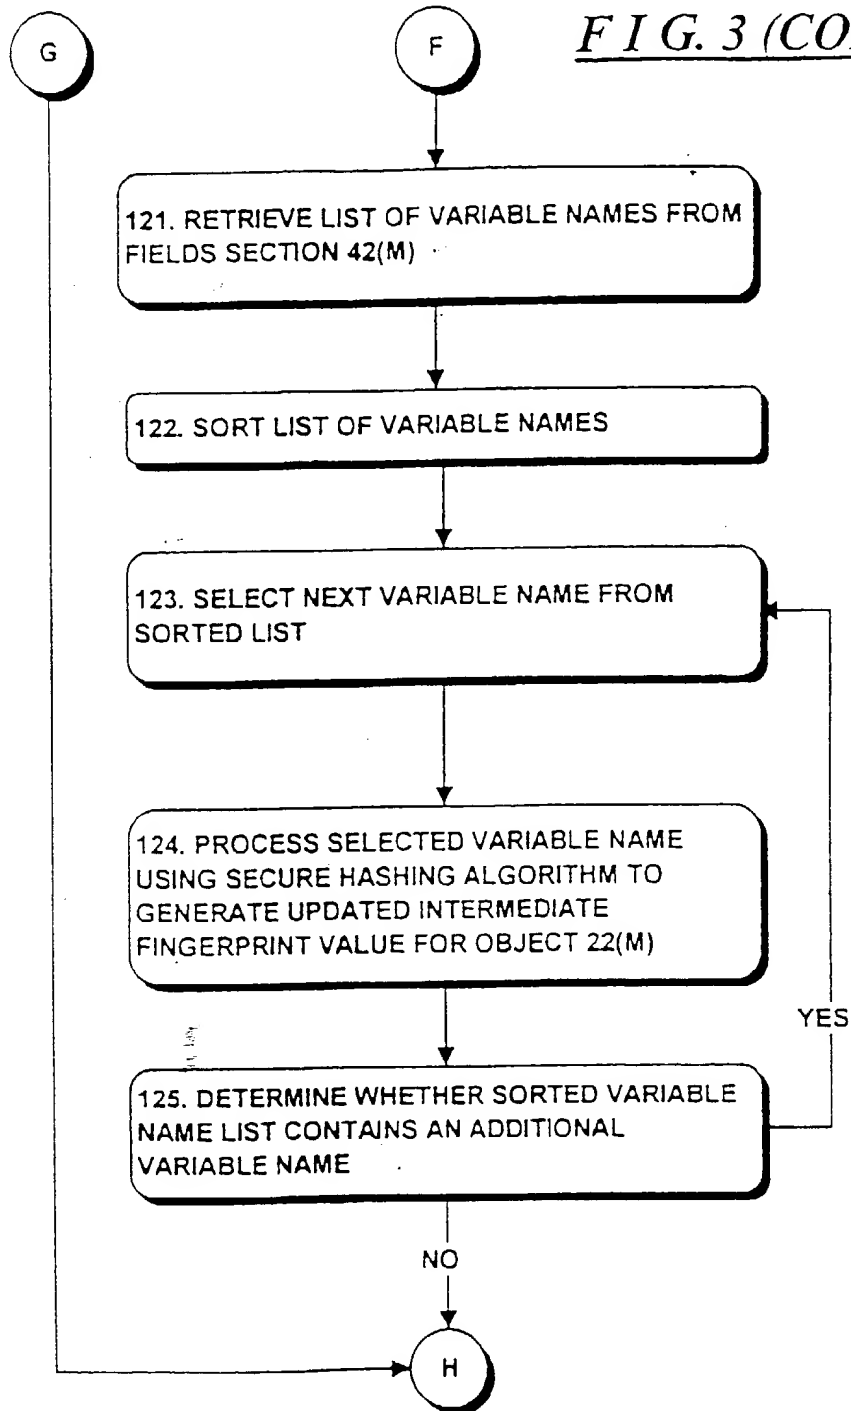 G
F
F I G. 3 (CO
121. RETRIEVE LIST OF VARIABLE NAMES FROM
FIELDS SECTION 42(M)
122. SORT LIST OF VARIABLE NAMES
123. SELECT NEXT VARIABLE NAME FROM
SORTED LIST
124. PROCESS SELECTED VARIABLE NAME
USING SECURE HASHING ALGORITHM TO
GENERATE UPDATED INTERMEDIATE
FINGERPRINT VALUE FOR OBJECT 22(M)
YES
125. DETERMINE WHETHER SORTED VARIABLE
NAME LIST CONTAINS AN ADDITIONAL
VARIABLE NAME
NO
H